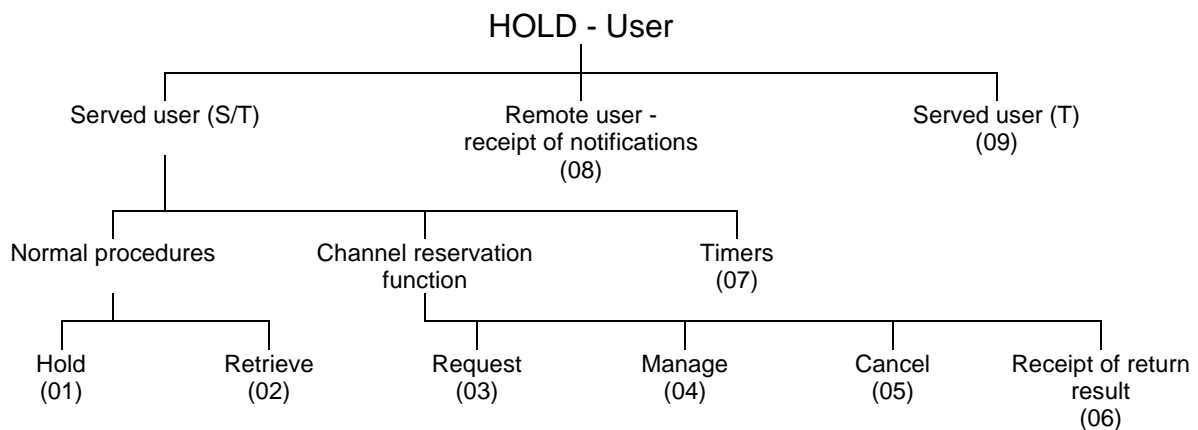 HOLD - User
Served user (S/T)
Remote user -
receipt of notifications
(08)
Served user (T)
(09)
Normal procedures
Channel reservation
function
Timers
(07)
Hold
(01)
Retrieve
(02)
Request
(03)
Manage
(04)
Cancel
(05)
Receipt of return
result
(06)